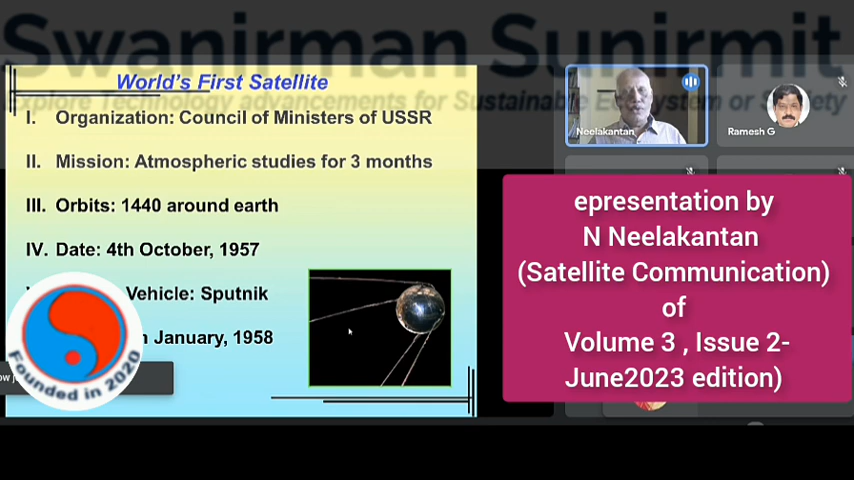 Swanirman Sunirmit
Explore Technology advancements for Sustainable Ecosystem or Society
World's First Satellite
I. Organization: Council of Ministers of USSR
II. Mission: Atmospheric studies for 3 months
III. Orbits: 1440 around earth
IV. Date: 4th October, 1957
Vehicle: Sputnik
January, 1958
Founded in 2020
Neelakantan
Ramesh G
epresentation by
N Neelakantan
(Satellite Communication)
of
Volume 3 , Issue 2-
June2023 edition)